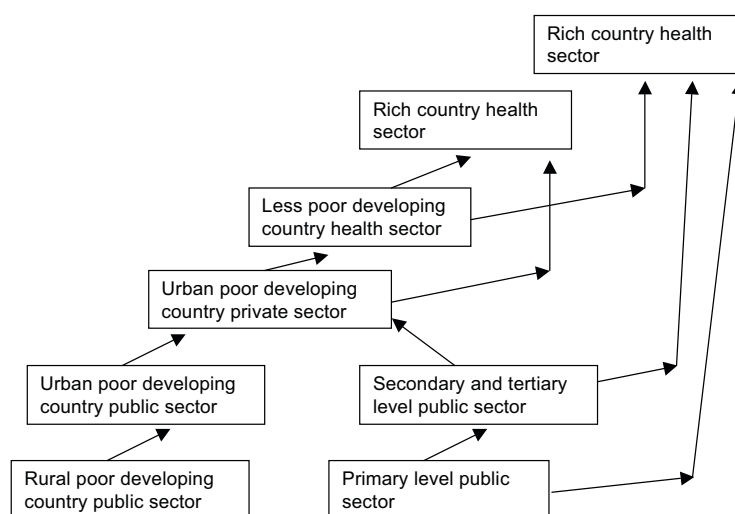 Rich country health
sector
Rich country health
sector
Less poor developing
country health sector
Urban poor developing
country private sector
Urban poor developing
country public sector
Secondary and tertiary
level public sector
Rural poor developing
country public sector
Primary level public
sector